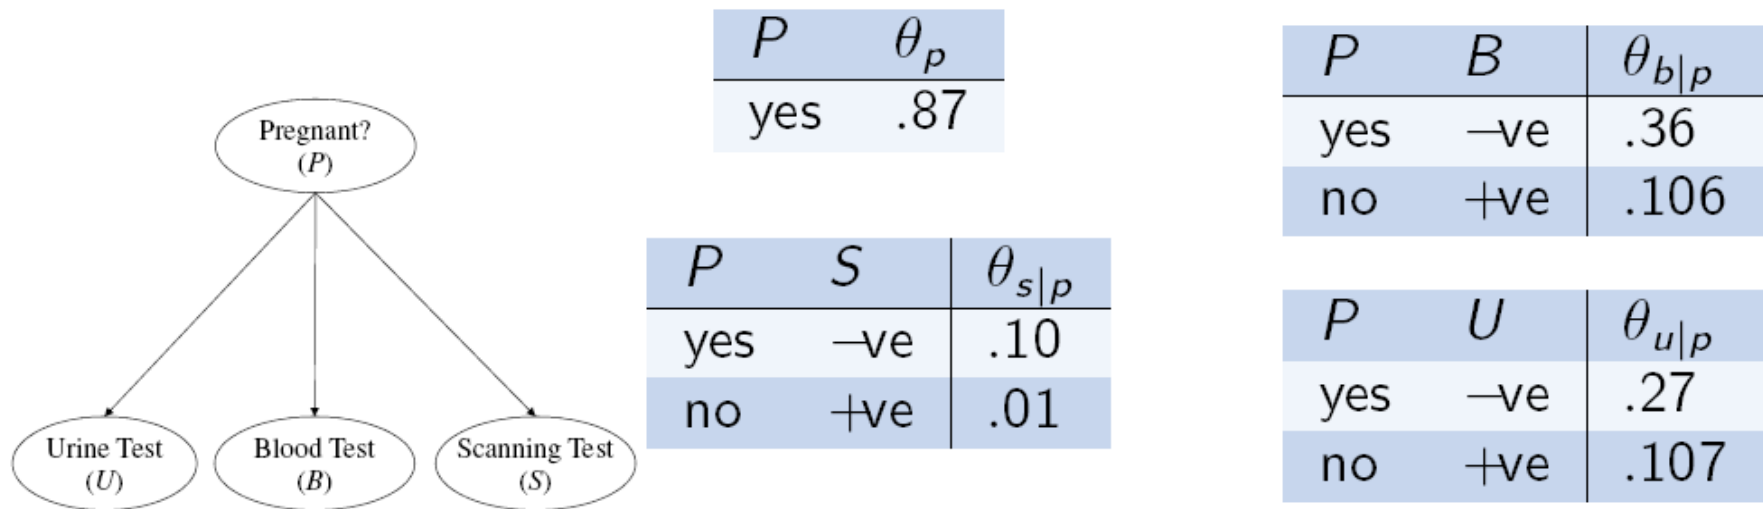 Pregnant?
(P)
Urine Test
(U)
Blood Test
(B)
Scanning Test
(S)
P θp
yes .87
P S θs|p
yes −ve .10
no +ve .01
P B θb|p
yes −ve .36
no +ve .106
P U θu|p
yes −ve .27
no +ve .107